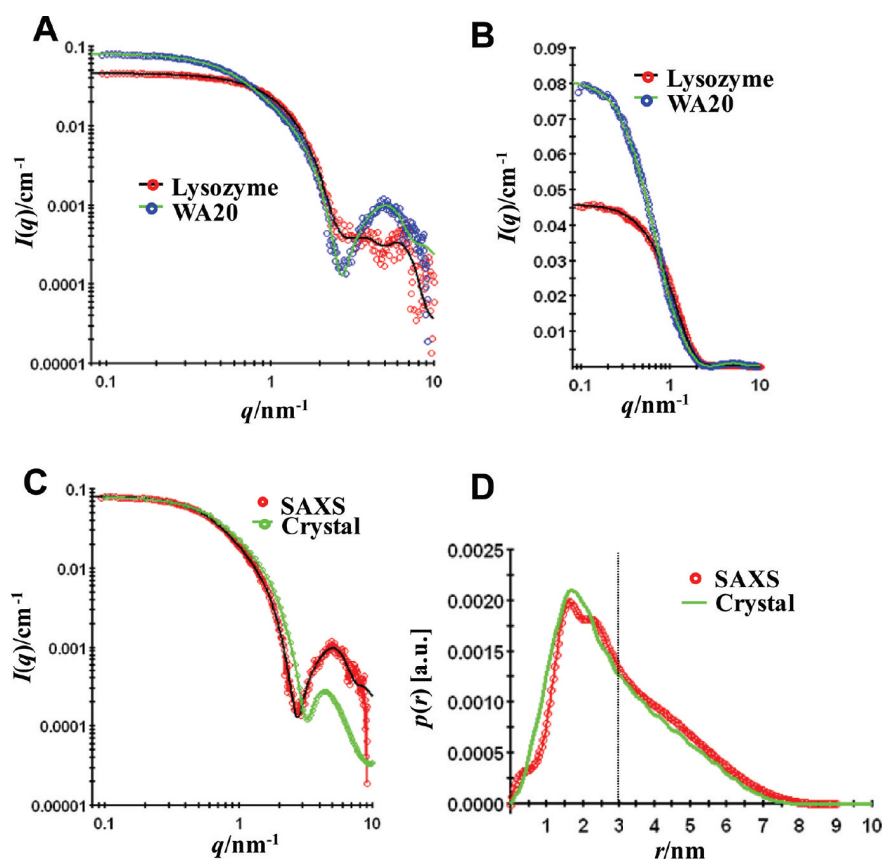 A
0.1
0.01
0.001
0.0001
0.00001
I(q)/cm⁻¹
Lysozyme
WA20
0.1
1
10
q/nm⁻¹
B
0.09
0.08
0.07
0.06
0.05
0.04
0.03
0.02
0.01
I(q)/cm⁻¹
Lysozyme
WA20
0.1
1
10
q/nm⁻¹
C
0.1
0.01
0.001
0.0001
0.00001
I(q)/cm⁻¹
SAXS
Crystal
0.1
1
10
q/nm⁻¹
D
0.0025
0.0020
0.0015
0.0010
0.0005
0.0000
p(r) [a.u.]
SAXS
Crystal
1 2 3 4 5 6 7 8 9 10
r/nm